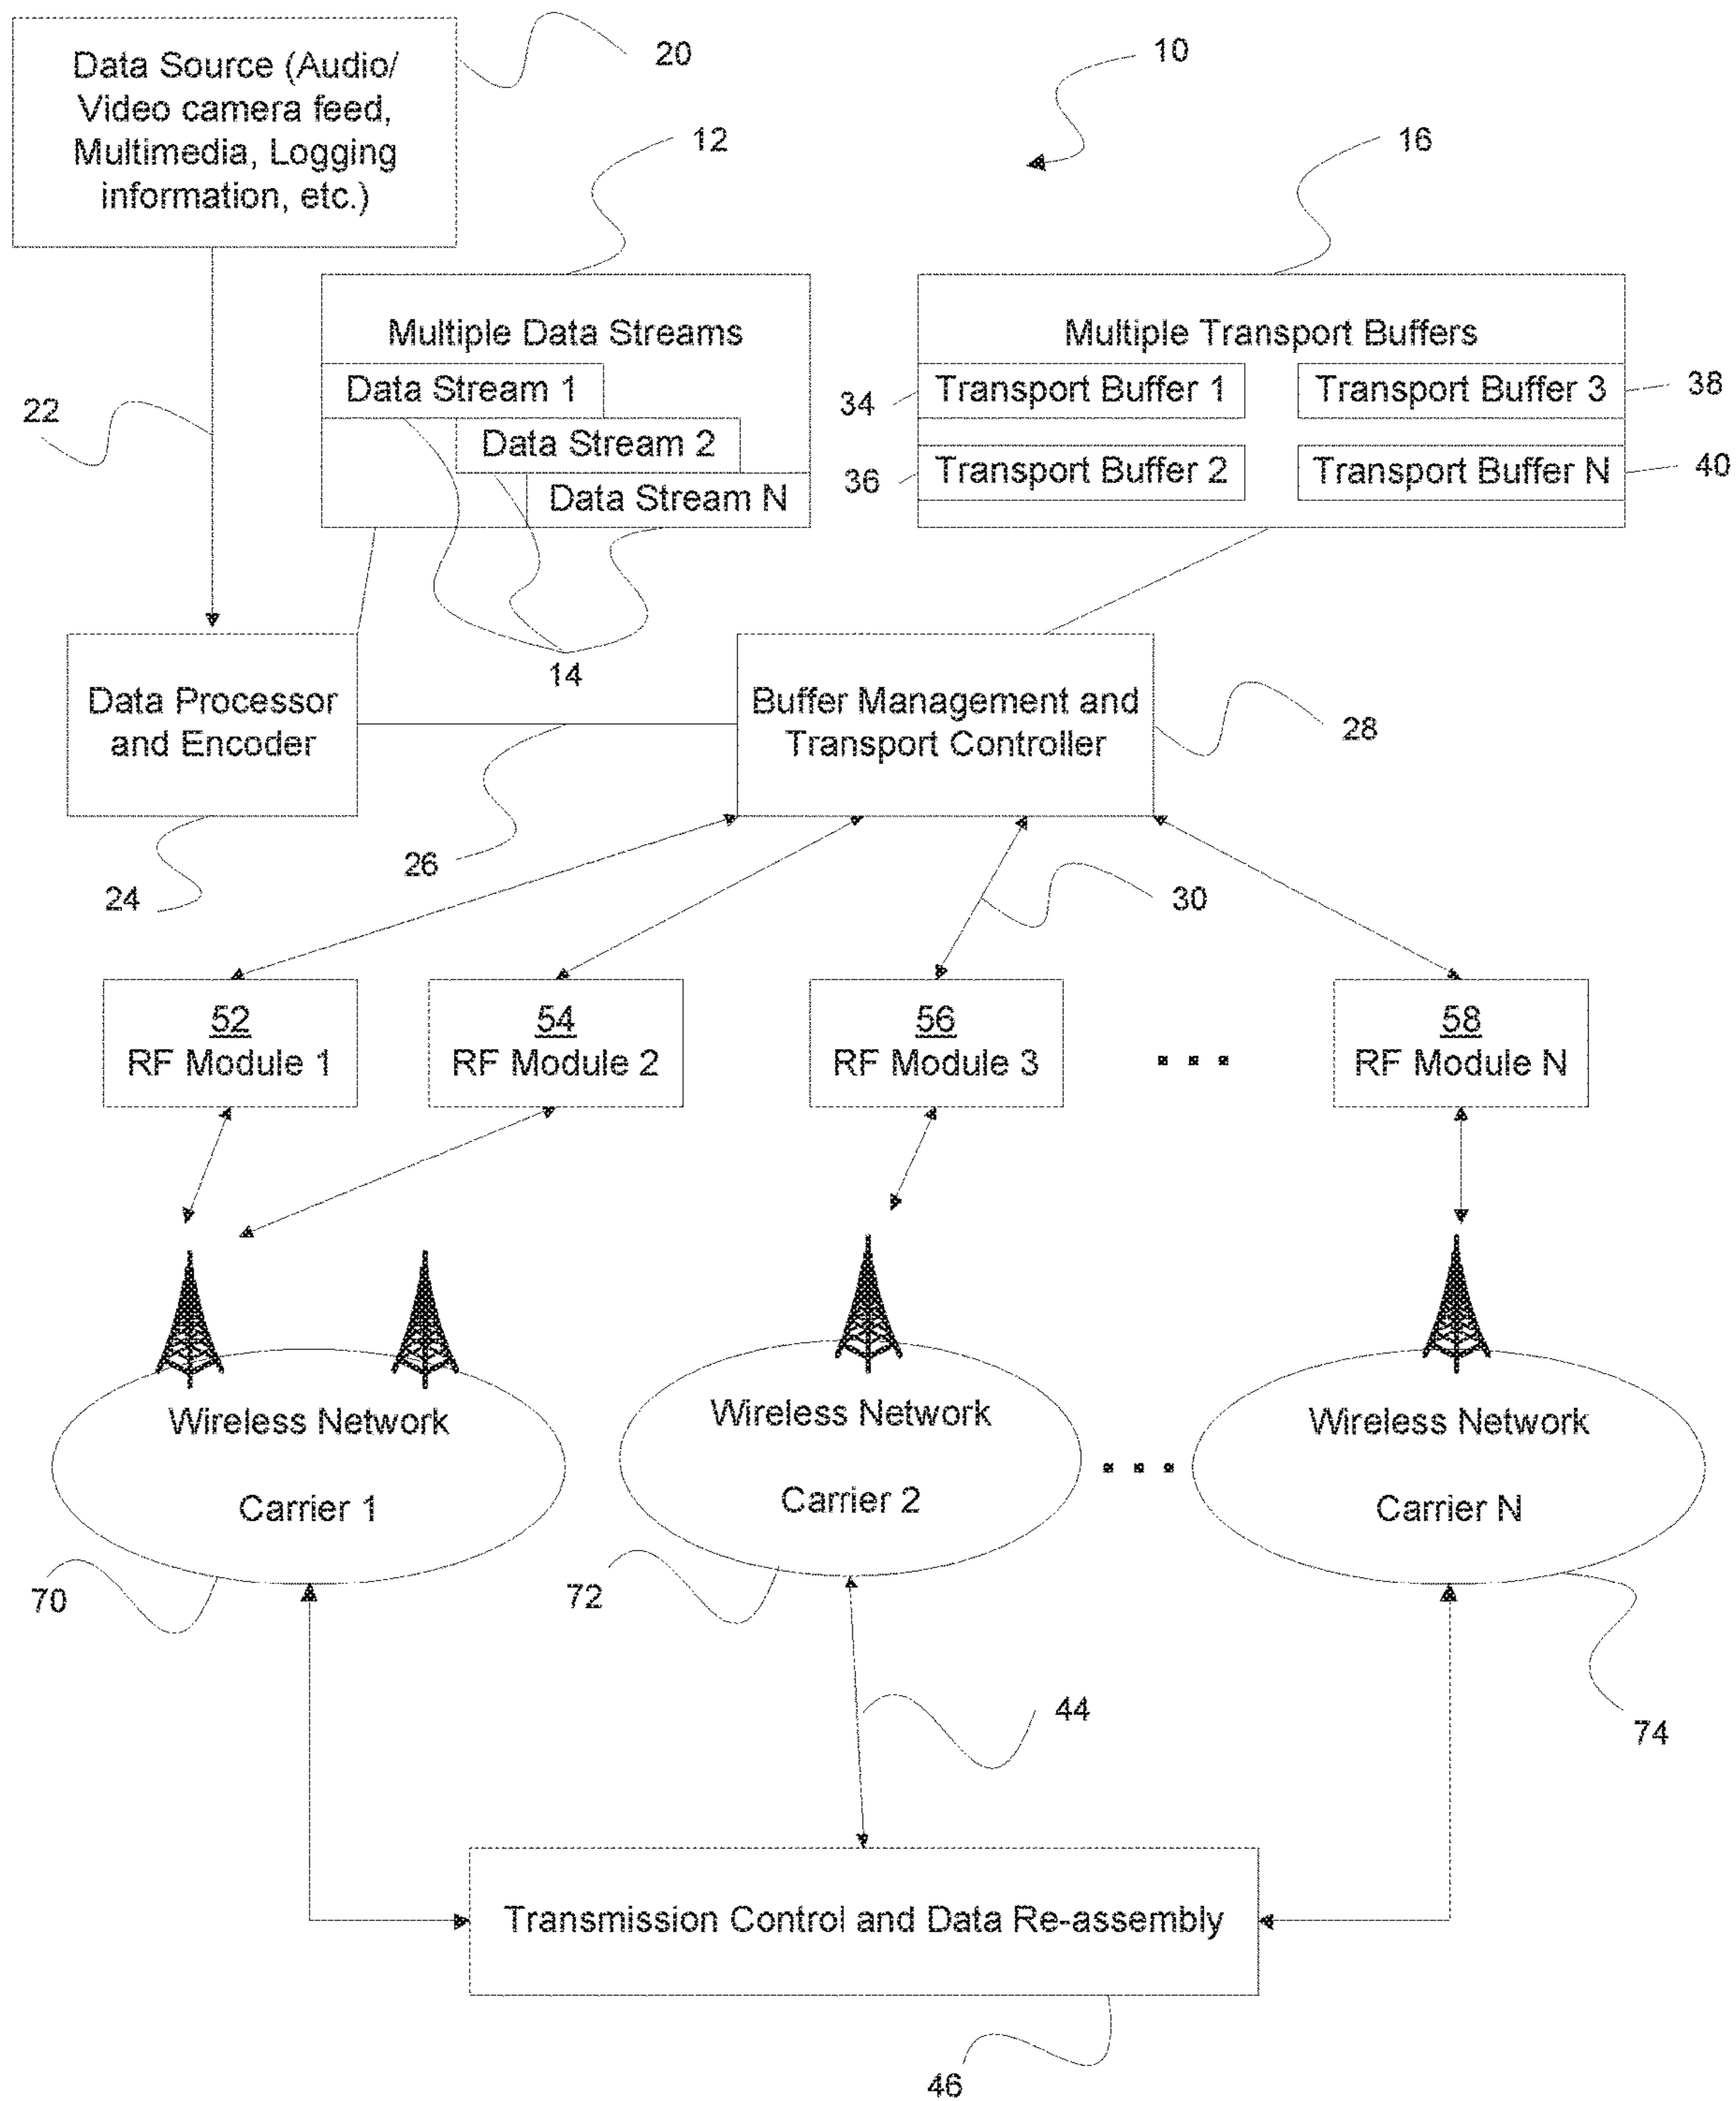 Data Source (Audio/
Video camera feed,
Multimedia, Logging
information, etc.)
20
10
12
16
Multiple Data Streams
Data Stream 1
Data Stream 2
Data Stream N
Multiple Transport Buffers
Transport Buffer 1
Transport Buffer 3
Transport Buffer 2
Transport Buffer N
34
38
36
40
22
14
Data Processor
and Encoder
Buffer Management and
Transport Controller
28
24
26
30
52
RF Module 1
54
RF Module 2
56
RF Module 3
...
58
RF Module N
Wireless Network
Carrier 1
Wireless Network
Carrier 2
...
Wireless Network
Carrier N
70
72
74
44
Transmission Control and Data Re-assembly
46